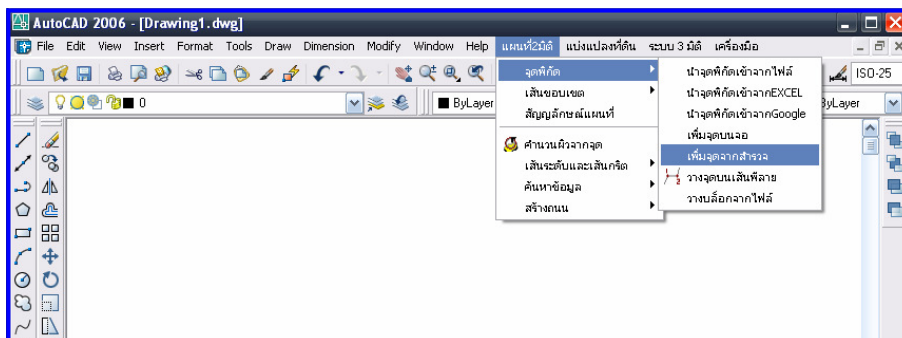 AutoCAD 2006 - [Drawing1.dwg]
File Edit View Insert Format Tools Draw Dimension Modify Window Help แผนที่2มิติ แบ่งแปลงที่ดิน ระบบ 3 มิติ เครื่องมือ
ISO-25
0 ByLayer ByLayer
จุดพิกัด
เส้นขอบเขต
สัญญลักษณ์แผนที่
คำนวนผิวจากจุด
เส้นระดับและเส้นกริต
ค้นหาข้อมูล
สร้างถนน
นำจุดพิกัดเข้าจากไฟล์
นำจุดพิกัดเข้าจากEXCEL
นำจุดพิกัดเข้าจากGoogle
เพิ่มจุดบนจอ
เพิ่มจุดจากสำรวจ
วางจุดบนเส้นพีลาย
วางบล็อกจากไฟล์